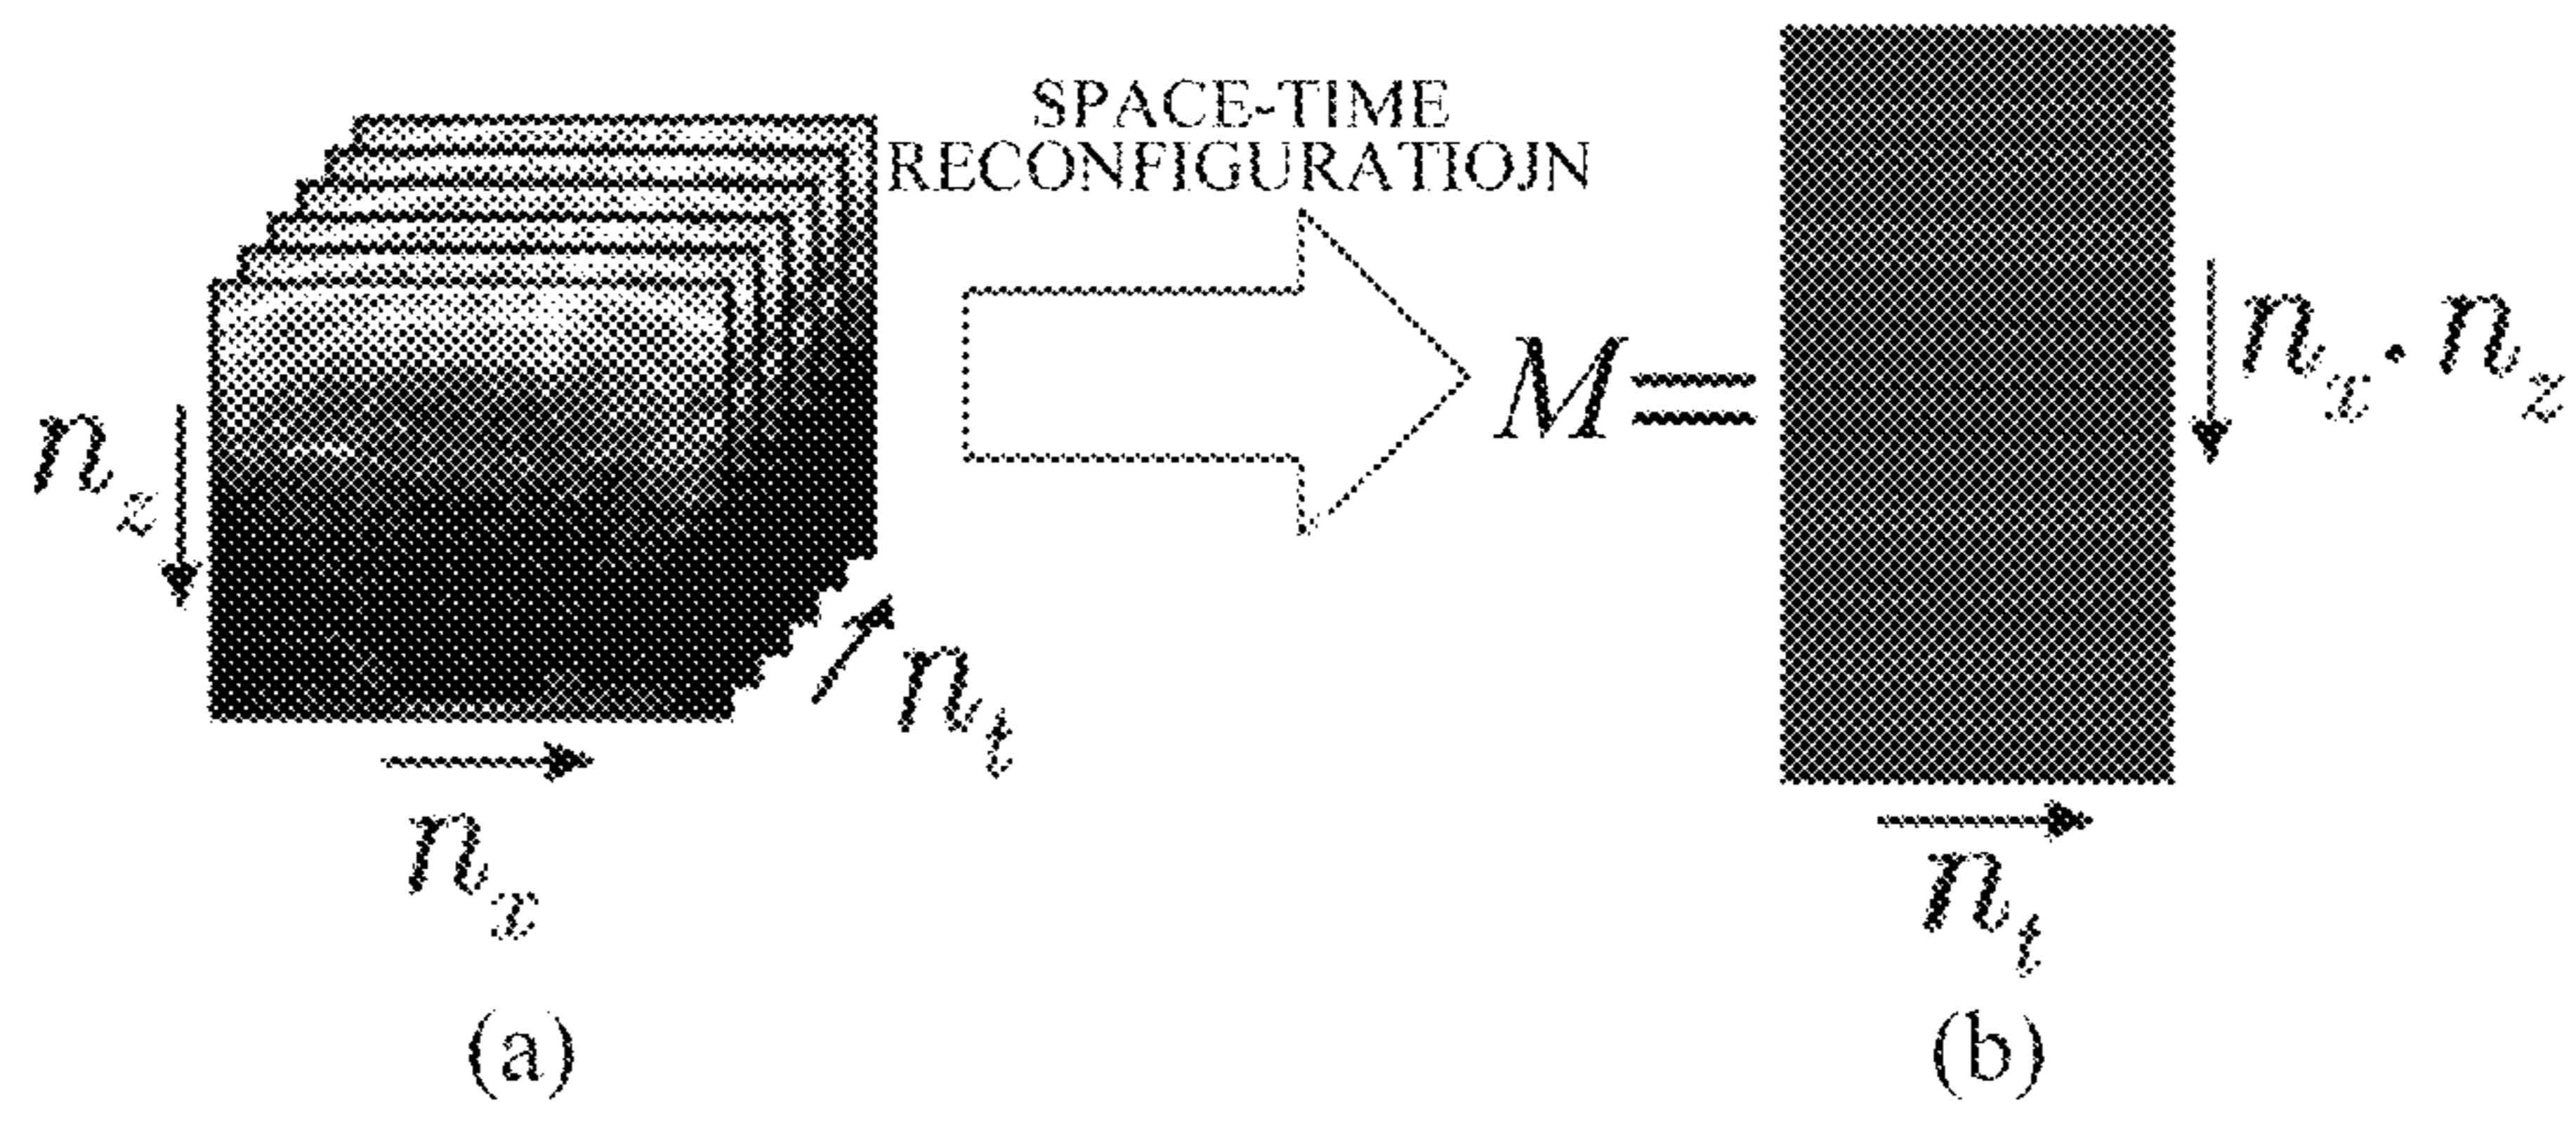 SPACE-TIME
RECONFIGURATIOJN
n_z
n_x
n_t
M=
n_x · n_z
n_t
(a)
(b)